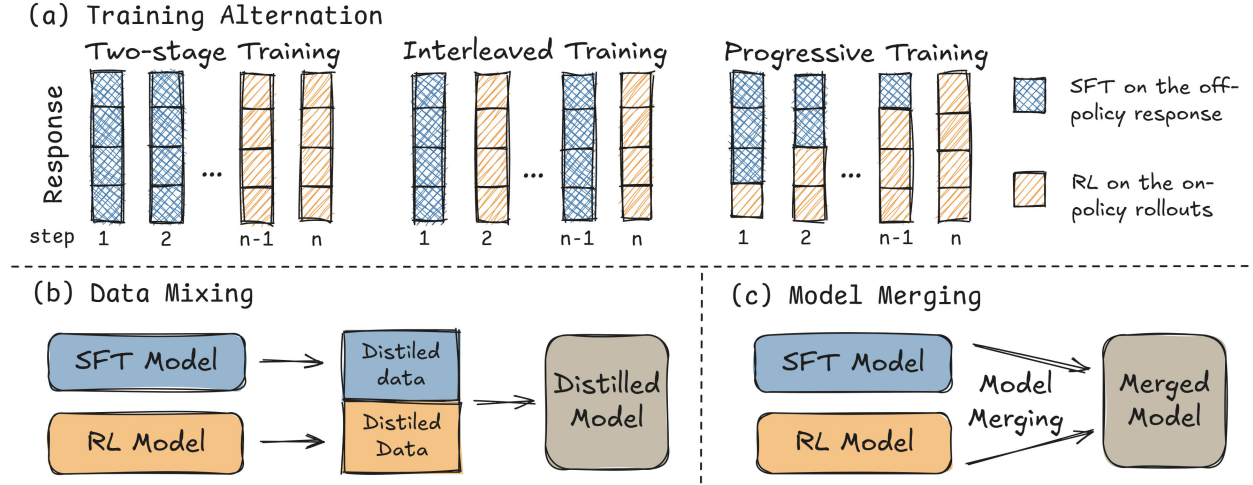 (a) Training Alternation
Two-stage Training
Interleaved Training
Progressive Training
Response
...
...
...
step
1
2
n-1
n
1
2
n-1
n
1
2
n-1
n
SFT on the off-
policy response
RL on the on-
policy rollouts
(b) Data Mixing
SFT Model
RL Model
Distiled
data
Distiled
Data
Distilled
Model
(c) Model Merging
SFT Model
RL Model
Model
Merging
Merged
Model